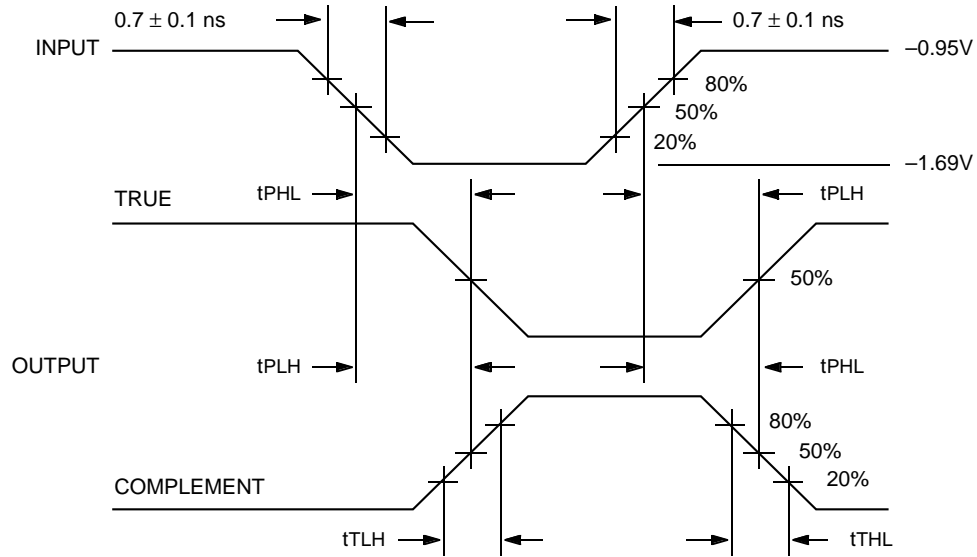 0.7 ± 0.1 ns
0.7 ± 0.1 ns
INPUT
–0.95V
80%
50%
20%
–1.69V
TRUE
tPHL
tPLH
50%
OUTPUT
tPLH
tPHL
80%
50%
20%
COMPLEMENT
tTLH
tTHL